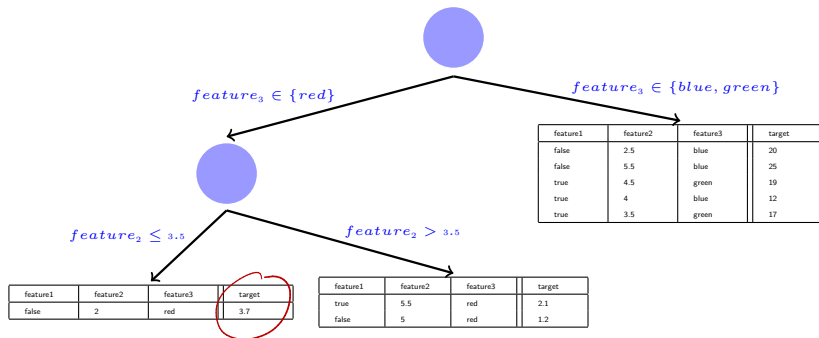 feature₃ ∈ {red}
feature₃ ∈ {blue, green}
feature1 feature2 feature3 target
false 2.5 blue 20
false 5.5 blue 25
true 4.5 green 19
true 4 blue 12
true 3.5 green 17
feature₂ ≤ 3.5
feature₂ > 3.5
feature1 feature2 feature3 target
false 2 red 3.7
feature1 feature2 feature3 target
true 5.5 red 2.1
false 5 red 1.2